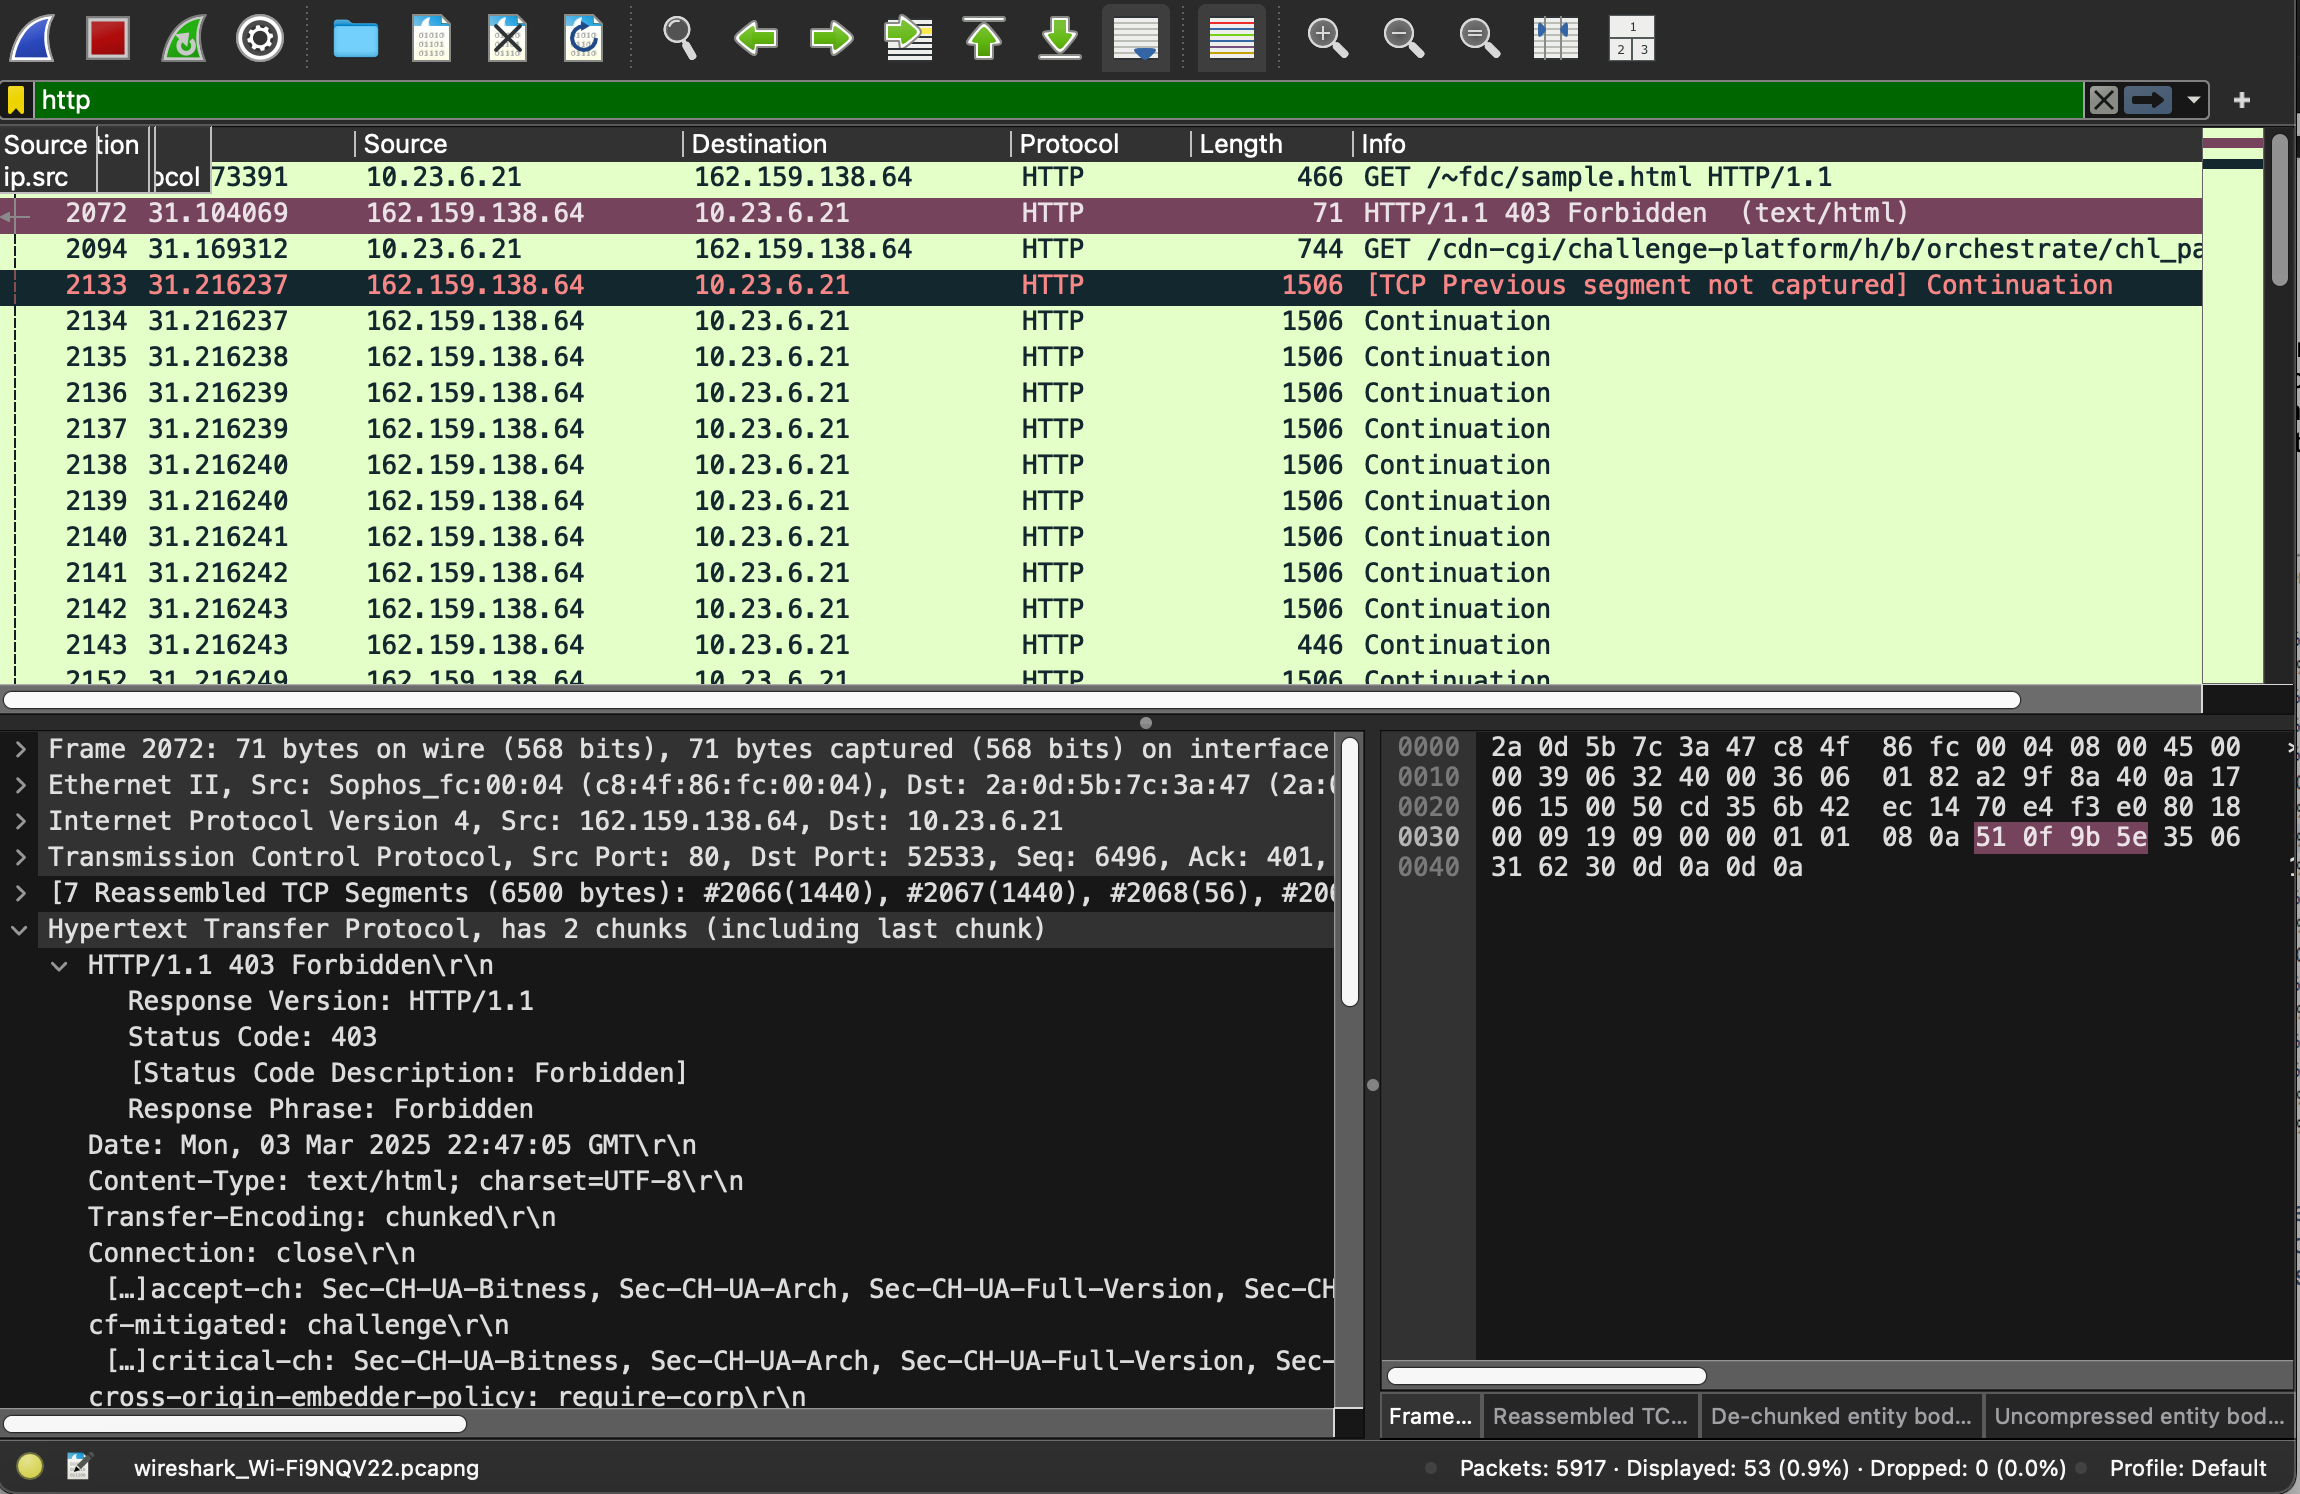 http
Source tion Source Destination Protocol Length Info
ip.src ocol 73391 10.23.6.21 162.159.138.64 HTTP 466 GET /~fdc/sample.html HTTP/1.1
2072 31.104069 162.159.138.64 10.23.6.21 HTTP 71 HTTP/1.1 403 Forbidden (text/html)
2094 31.169312 10.23.6.21 162.159.138.64 HTTP 744 GET /cdn-cgi/challenge-platform/h/b/orchestrate/chl_pa
2133 31.216237 162.159.138.64 10.23.6.21 HTTP 1506 [TCP Previous segment not captured] Continuation
2134 31.216237 162.159.138.64 10.23.6.21 HTTP 1506 Continuation
2135 31.216238 162.159.138.64 10.23.6.21 HTTP 1506 Continuation
2136 31.216239 162.159.138.64 10.23.6.21 HTTP 1506 Continuation
2137 31.216239 162.159.138.64 10.23.6.21 HTTP 1506 Continuation
2138 31.216240 162.159.138.64 10.23.6.21 HTTP 1506 Continuation
2139 31.216240 162.159.138.64 10.23.6.21 HTTP 1506 Continuation
2140 31.216241 162.159.138.64 10.23.6.21 HTTP 1506 Continuation
2141 31.216242 162.159.138.64 10.23.6.21 HTTP 1506 Continuation
2142 31.216243 162.159.138.64 10.23.6.21 HTTP 1506 Continuation
2143 31.216243 162.159.138.64 10.23.6.21 HTTP 446 Continuation
2152 31.216249 162.159.138.64 10.23.6.21 HTTP 1506 Continuation
Frame 2072: 71 bytes on wire (568 bits), 71 bytes captured (568 bits) on interface
Ethernet II, Src: Sophos_fc:00:04 (c8:4f:86:fc:00:04), Dst: 2a:0d:5b:7c:3a:47 (2a:0
Internet Protocol Version 4, Src: 162.159.138.64, Dst: 10.23.6.21
Transmission Control Protocol, Src Port: 80, Dst Port: 52533, Seq: 6496, Ack: 401,
[7 Reassembled TCP Segments (6500 bytes): #2066(1440), #2067(1440), #2068(56), #206
Hypertext Transfer Protocol, has 2 chunks (including last chunk)
HTTP/1.1 403 Forbidden\r\n
Response Version: HTTP/1.1
Status Code: 403
[Status Code Description: Forbidden]
Response Phrase: Forbidden
Date: Mon, 03 Mar 2025 22:47:05 GMT\r\n
Content-Type: text/html; charset=UTF-8\r\n
Transfer-Encoding: chunked\r\n
Connection: close\r\n
[…]accept-ch: Sec-CH-UA-Bitness, Sec-CH-UA-Arch, Sec-CH-UA-Full-Version, Sec-CH
cf-mitigated: challenge\r\n
[…]critical-ch: Sec-CH-UA-Bitness, Sec-CH-UA-Arch, Sec-CH-UA-Full-Version, Sec-
cross-origin-embedder-policy: require-corp\r\n
0000 2a 0d 5b 7c 3a 47 c8 4f 86 fc 00 04 08 00 45 00
0010 00 39 06 32 40 00 36 06 01 82 a2 9f 8a 40 0a 17
0020 06 15 00 50 cd 35 6b 42 ec 14 70 e4 f3 e0 80 18
0030 00 09 19 09 00 00 01 01 08 0a 51 0f 9b 5e 35 06
0040 31 62 30 0d 0a 0d 0a
Frame... Reassembled TC... De-chunked entity bod... Uncompressed entity bod...
wireshark_Wi-Fi9NQV22.pcapng Packets: 5917 · Displayed: 53 (0.9%) · Dropped: 0 (0.0%) Profile: Default